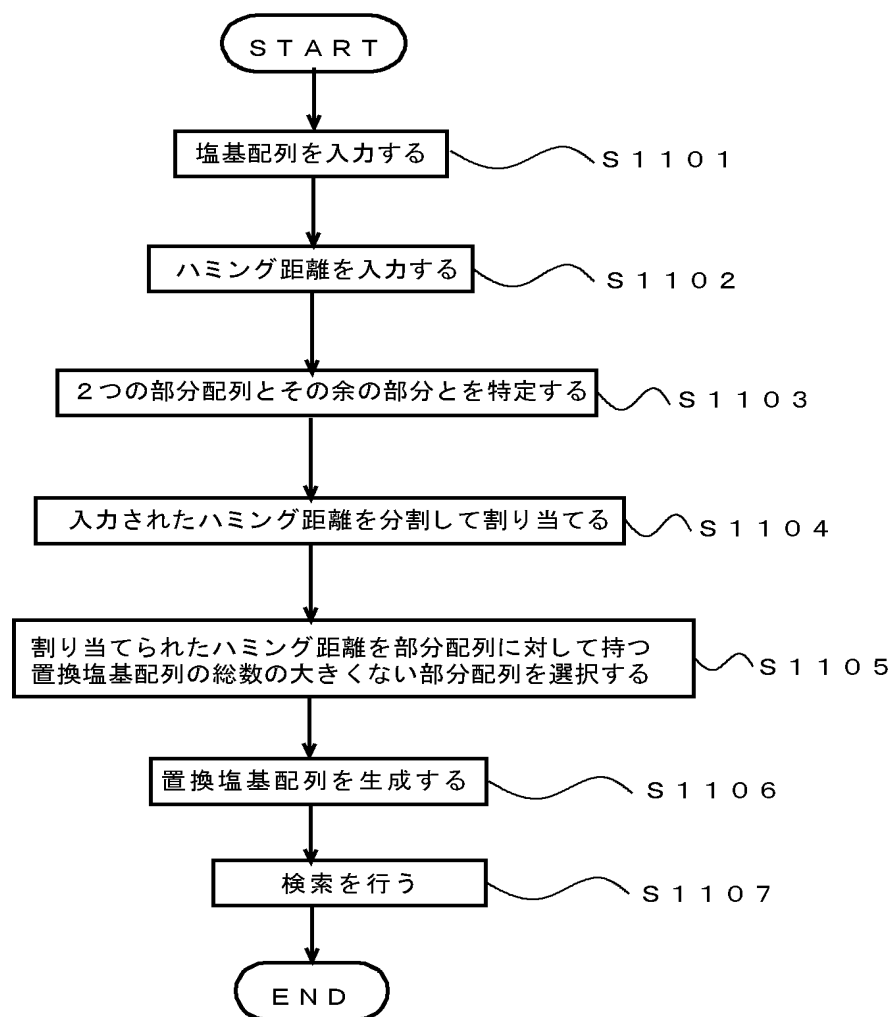 ＳＴＡＲＴ
塩基配列を入力する
Ｓ１１０１
ハミング距離を入力する
Ｓ１１０２
２つの部分配列とその余の部分とを特定する
Ｓ１１０３
入力されたハミング距離を分割して割り当てる
Ｓ１１０４
割り当てられたハミング距離を部分配列に対して持つ
置換塩基配列の総数の大きくない部分配列を選択する
Ｓ１１０５
置換塩基配列を生成する
Ｓ１１０６
検索を行う
Ｓ１１０７
ＥＮＤ